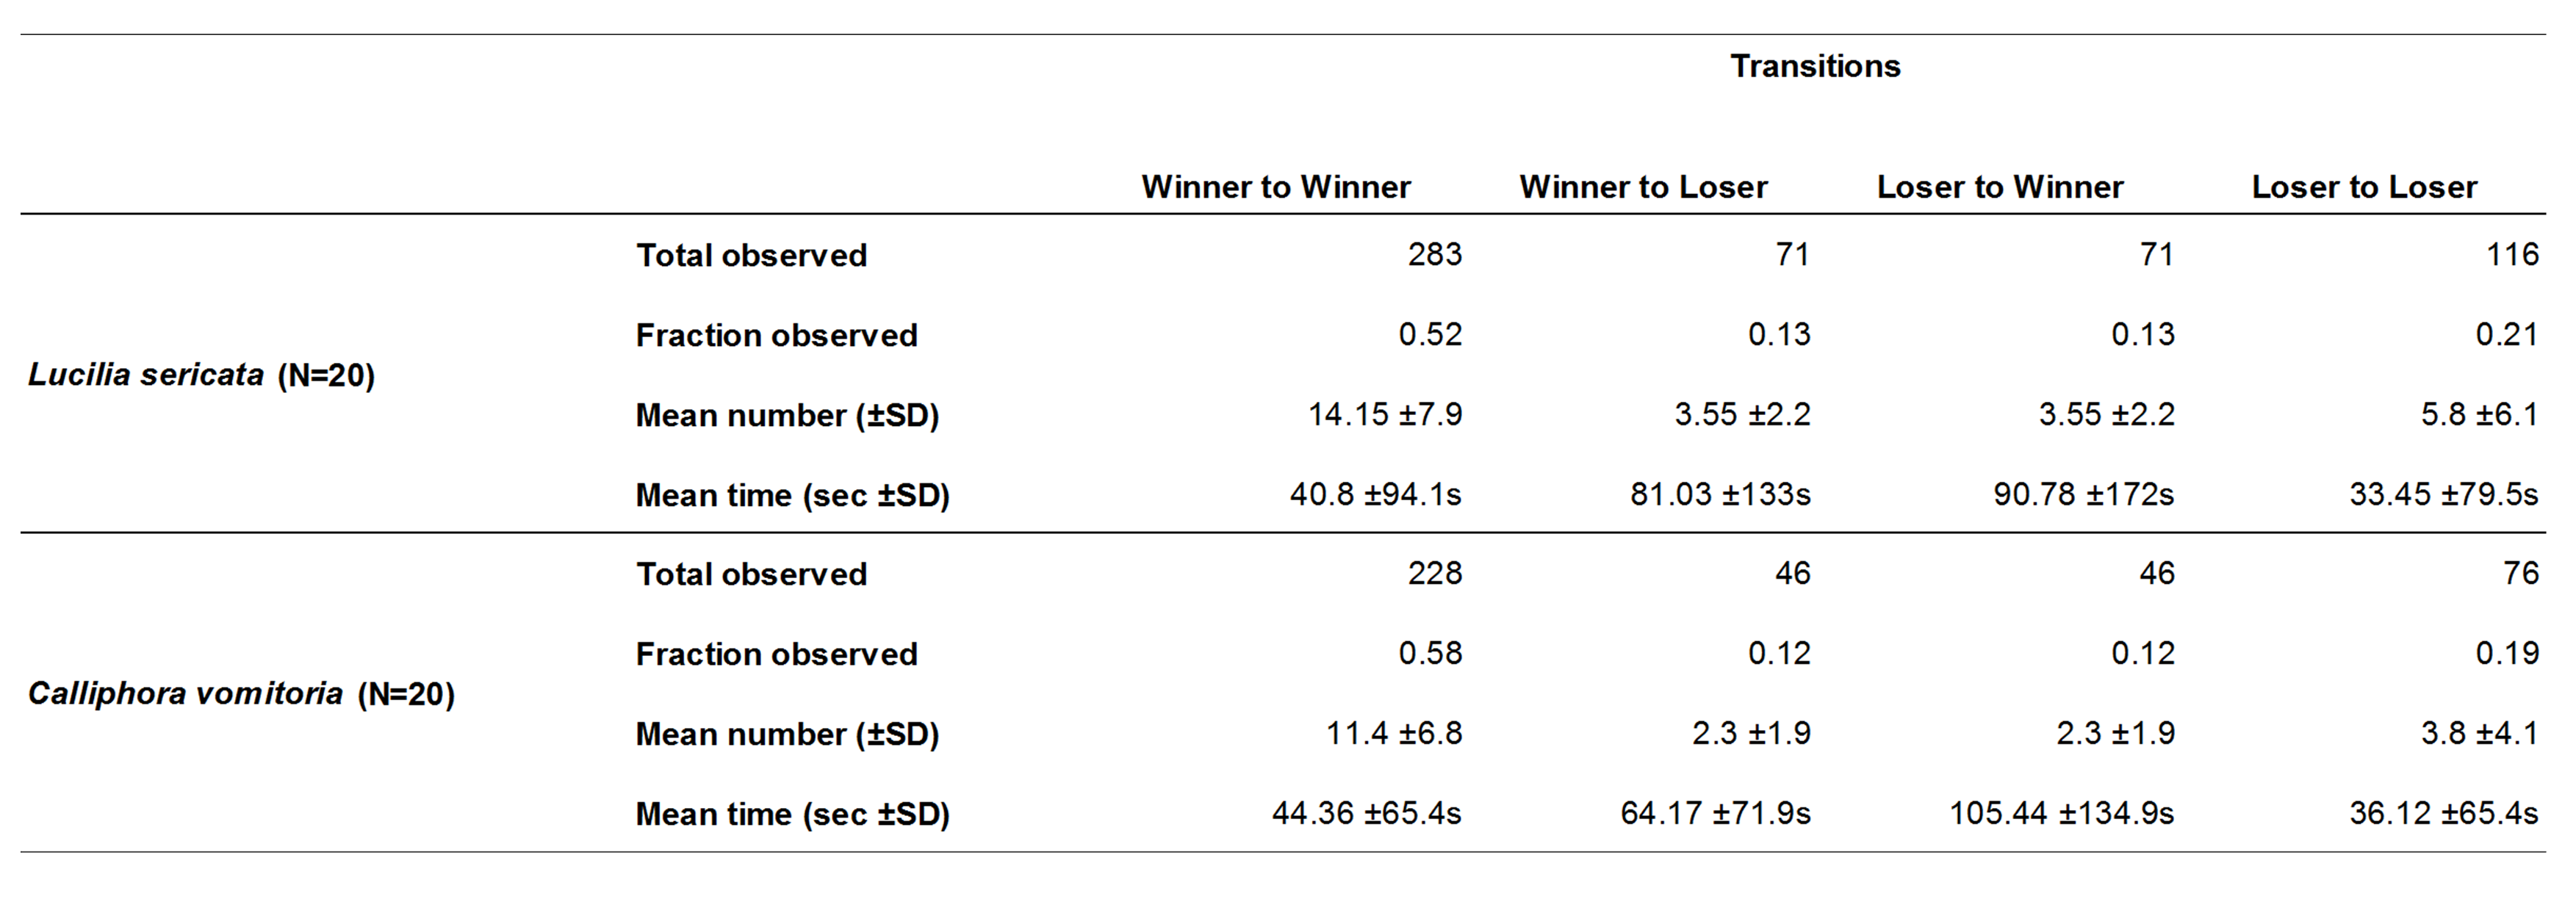 Transitions
Winner to Winner Winner to Loser Loser to Winner Loser to Loser
Total observed 283 71 71 116
Fraction observed 0.52 0.13 0.13 0.21
Lucilia sericata (N=20)
Mean number (±SD) 14.15 ±7.9 3.55 ±2.2 3.55 ±2.2 5.8 ±6.1
Mean time (sec ±SD) 40.8 ±94.1s 81.03 ±133s 90.78 ±172s 33.45 ±79.5s
Total observed 228 46 46 76
Fraction observed 0.58 0.12 0.12 0.19
Calliphora vomitoria (N=20)
Mean number (±SD) 11.4 ±6.8 2.3 ±1.9 2.3 ±1.9 3.8 ±4.1
Mean time (sec ±SD) 44.36 ±65.4s 64.17 ±71.9s 105.44 ±134.9s 36.12 ±65.4s